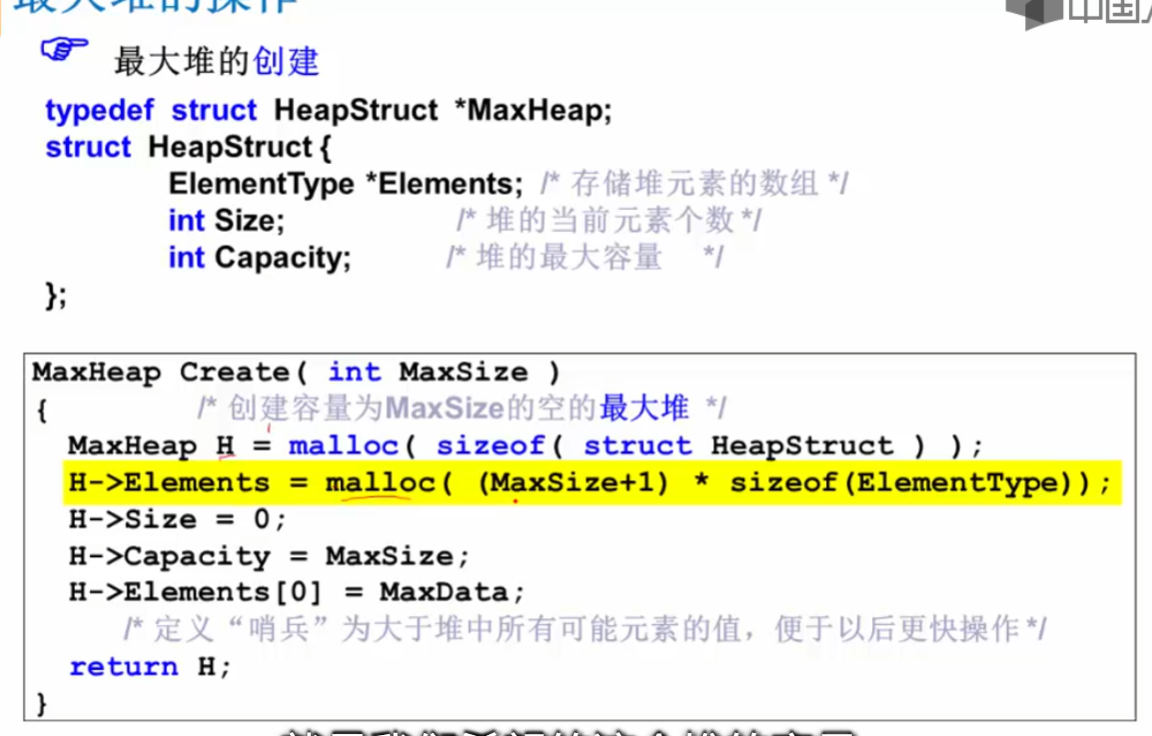 最大堆的操作
中国
最大堆的创建
typedef struct HeapStruct *MaxHeap;
struct HeapStruct{
ElementType *Elements; /* 存储堆元素的数组 */
int Size; /* 堆的当前元素个数 */
int Capacity; /* 堆的最大容量 */
};
MaxHeap Create( int MaxSize )
{ /* 创建容量为MaxSize的空的最大堆 */
MaxHeap H = malloc( sizeof( struct HeapStruct ) );
H->Elements = malloc( (MaxSize+1) * sizeof(ElementType));
H->Size = 0;
H->Capacity = MaxSize;
H->Elements[0] = MaxData;
/* 定义“哨兵”为大于堆中所有可能元素的值，便于以后更快操作 */
return H;
}